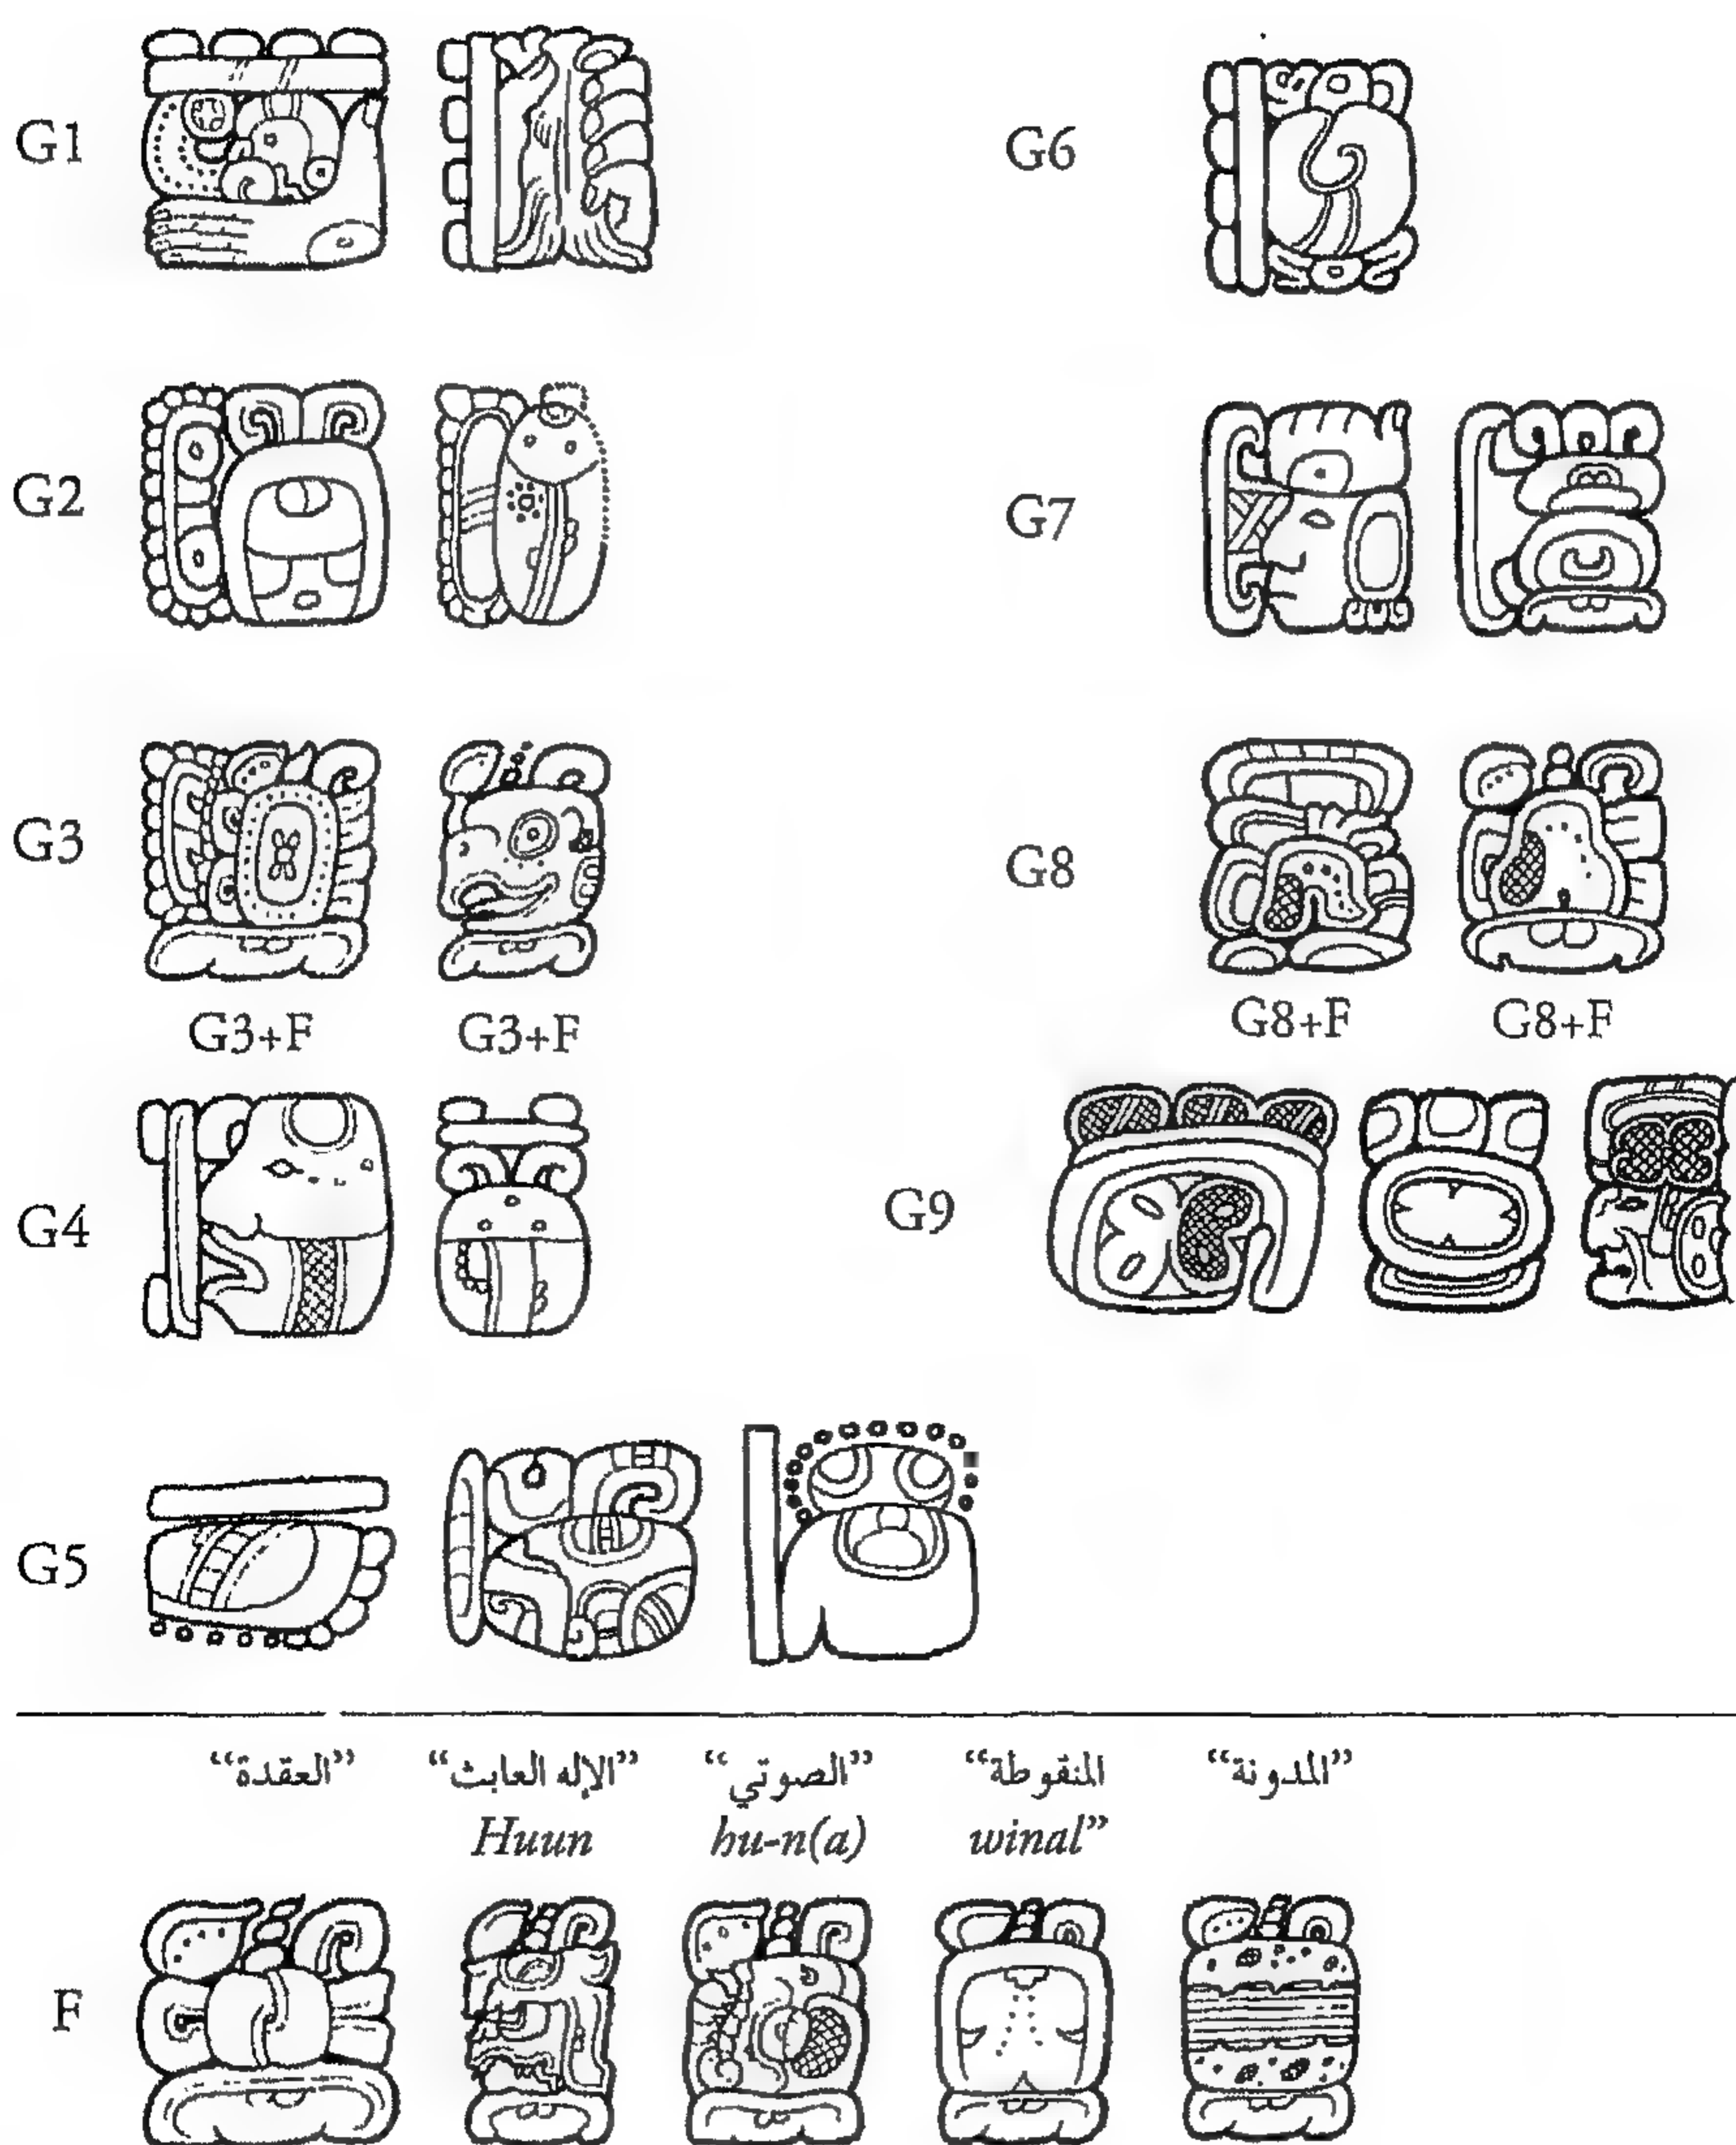 G1
G6
G2
G7
G3
G8
G3+F G3+F
G8+F G8+F
G4
G9
G5
“العقدة” “الإله العابث” “الصوتي” “المنقوطة “المدونة”
Huun hu-n(a) winal”
F